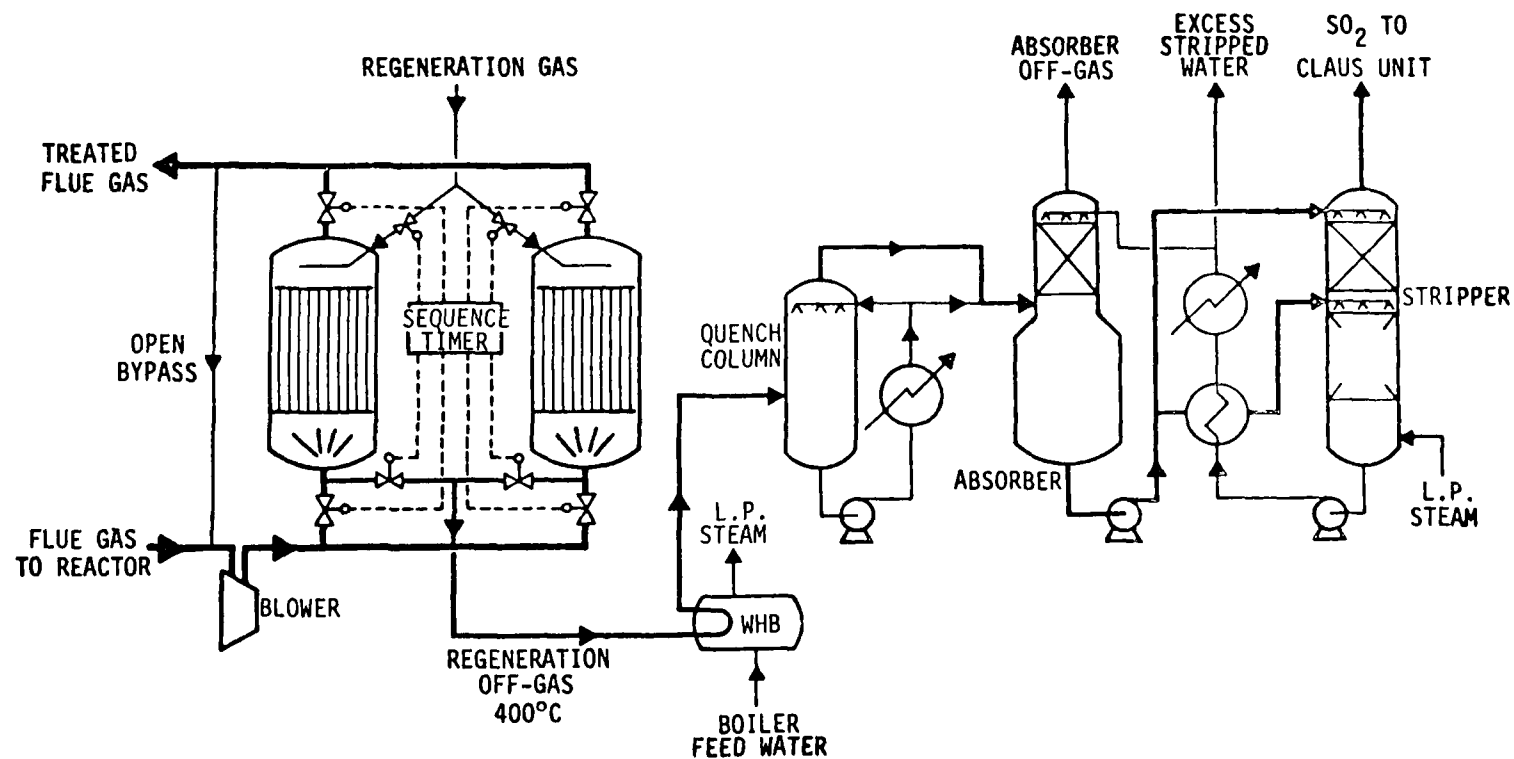 REGENERATION GAS
TREATED
FLUE GAS
OPEN
BYPASS
SEQUENCE
TIMER
FLUE GAS
TO REACTOR
BLOWER
REGENERATION
OFF-GAS
400°C
L.P.
STEAM
WHB
BOILER
FEED WATER
QUENCH
COLUMN
ABSORBER
OFF-GAS
ABSORBER
EXCESS
STRIPPED
WATER
SO2 TO
CLAUS UNIT
STRIPPER
L.P.
STEAM